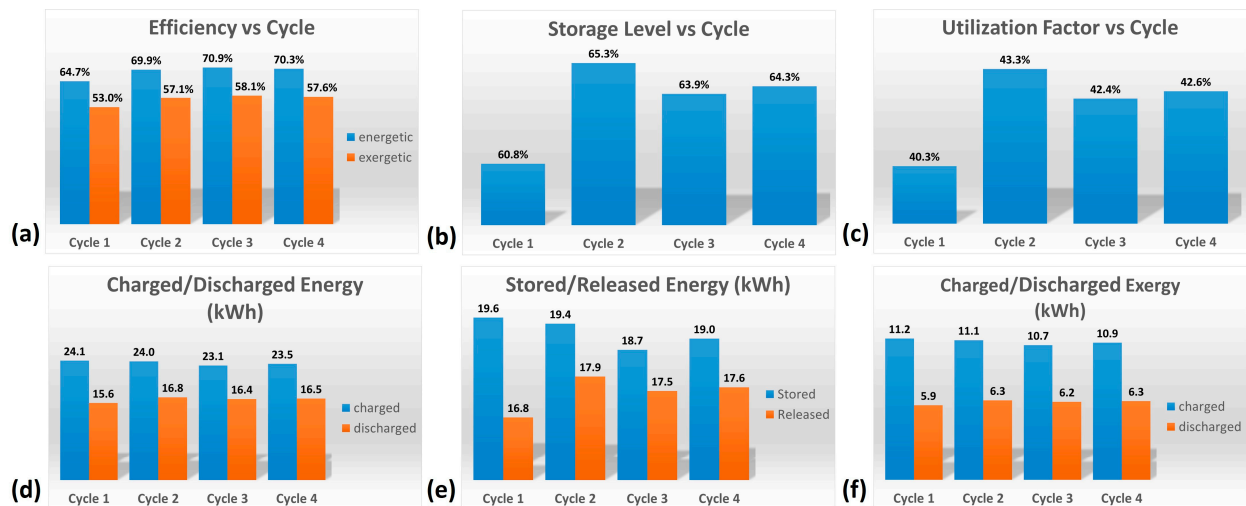 Efficiency vs Cycle
64.7% 69.9% 70.9% 70.3%
53.0% 57.1% 58.1% 57.6%
energetic
exergetic
(a)
Cycle 1 Cycle 2 Cycle 3 Cycle 4
Storage Level vs Cycle
60.8% 65.3% 63.9% 64.3%
(b)
Cycle 1 Cycle 2 Cycle 3 Cycle 4
Utilization Factor vs Cycle
40.3% 43.3% 42.4% 42.6%
(c)
Cycle 1 Cycle 2 Cycle 3 Cycle 4
Charged/Discharged Energy
(kWh)
24.1 24.0 23.1 23.5
15.6 16.8 16.4 16.5
charged
discharged
(d)
Cycle 1 Cycle 2 Cycle 3 Cycle 4
Stored/Released Energy (kWh)
19.6 19.4 18.7 19.0
16.8 17.9 17.5 17.6
Stored
Released
(e)
Cycle 1 Cycle 2 Cycle 3 Cycle 4
Charged/Discharged Exergy
(kWh)
11.2 11.1 10.7 10.9
5.9 6.3 6.2 6.3
charged
discharged
(f)
Cycle 1 Cycle 2 Cycle 3 Cycle 4